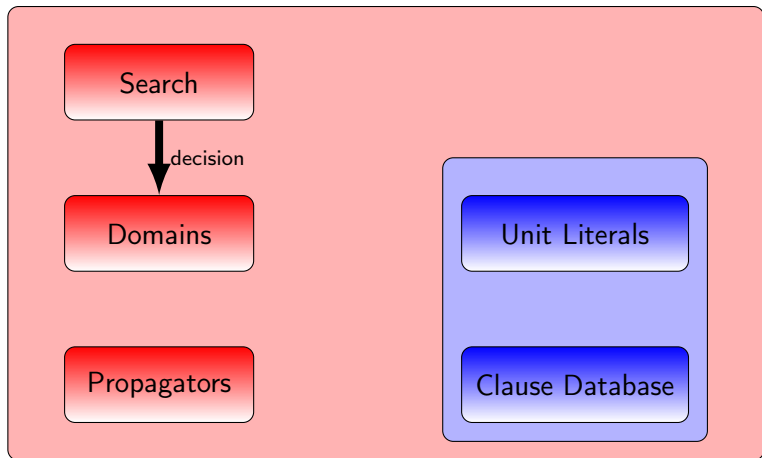 Search
decision
Domains
Unit Literals
Propagators
Clause Database